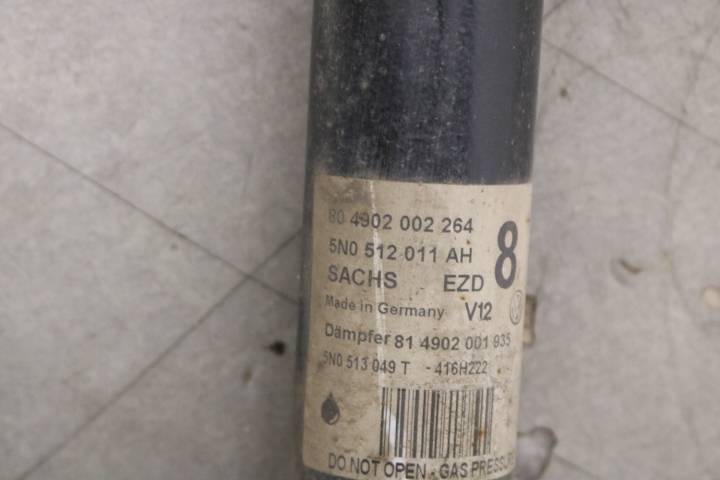 80 4902 002 264
5N0 512 011 AH
8
SACHS EZD
Made in Germany V12
Dämpfer 81 4902 001 935
5N0 513 049 T -416H222
DO NOT OPEN - GAS PRESSU